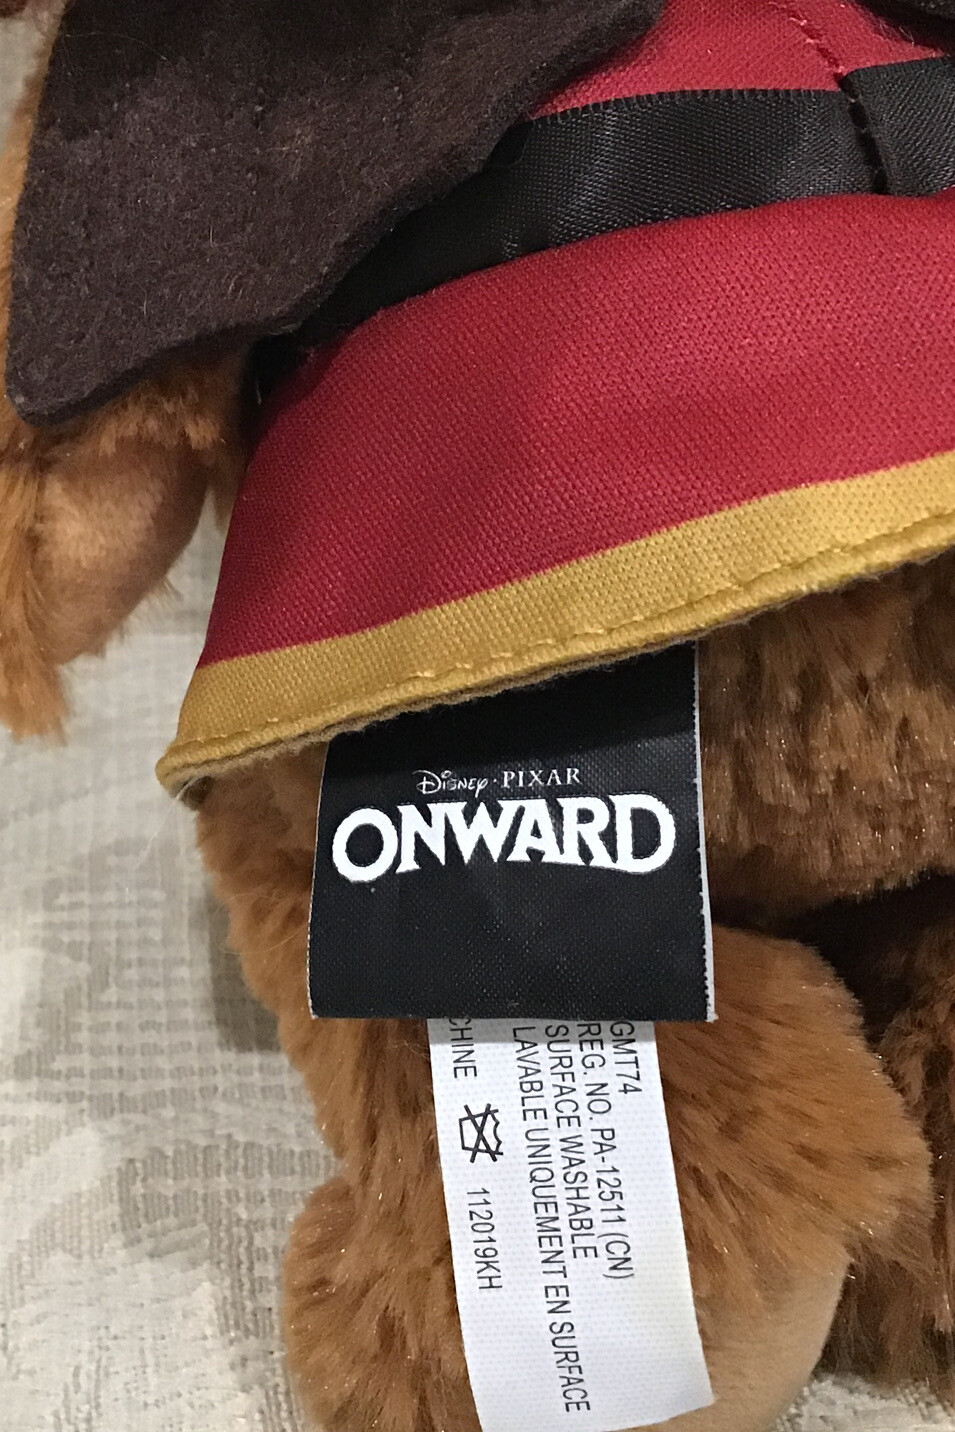 Disney · PIXAR
ONWARD
GMT74
REG. NO. PA-12511 (CN)
SURFACE WASHABLE
LAVABLE UNIQUEMENT EN SURFACE
CHINE 112019KH